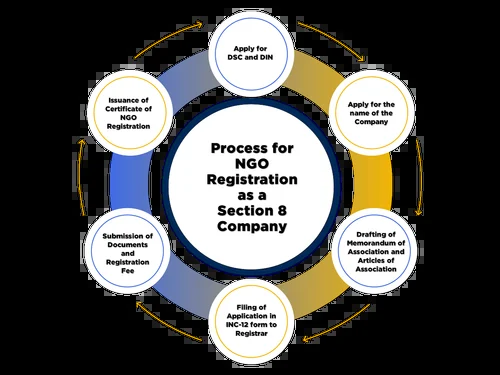 Process for
NGO
Registration
as a
Section 8
Company
Apply for
DSC and DIN
Apply for the
name of the
Company
Drafting of
Memorandum of
Association and
Articles of
Association
Filing of
Application in
INC-12 form to
Registrar
Submission of
Documents
and
Registration
Fee
Issuance of
Certificate of
NGO
Registration